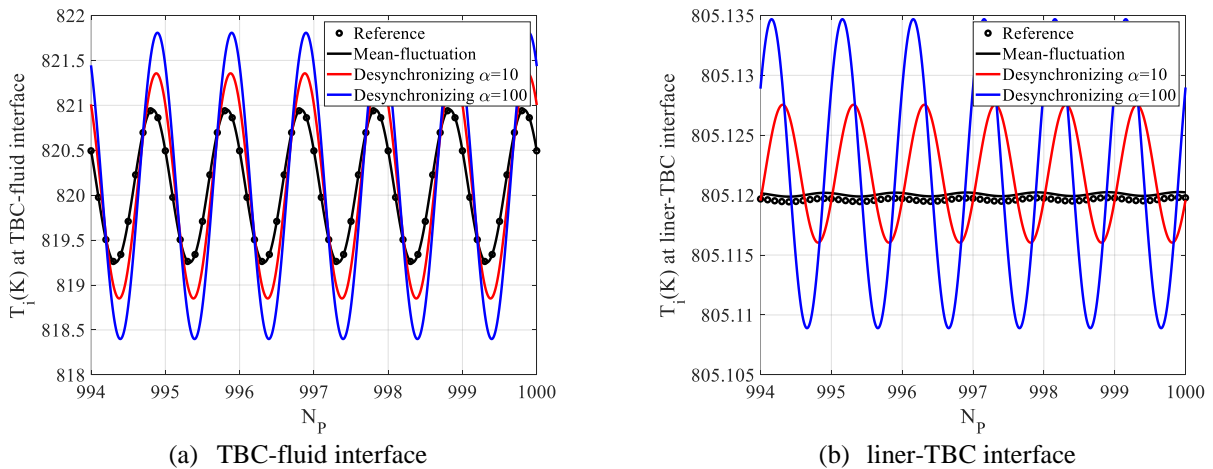 822
821.5
821
820.5
820
819.5
819
818.5
818
994 995 996 997 998 999 1000
N_P
T_i(K) at TBC-fluid interface
Reference
Mean-fluctuation
Desynchronizing α=10
Desynchronizing α=100
(a) TBC-fluid interface
805.135
805.13
805.125
805.12
805.115
805.11
805.105
994 995 996 997 998 999 1000
N_P
T_i(K) at liner-TBC interface
Reference
Mean-fluctuation
Desynchronizing α=10
Desynchronizing α=100
(b) liner-TBC interface